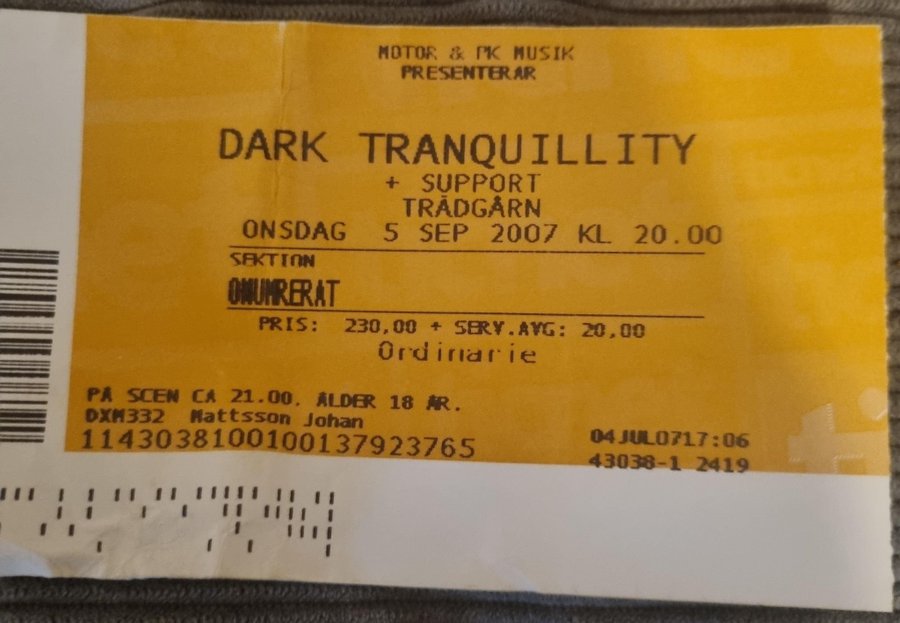 MOTOR & PK MUSIK
PRESENTERAR
DARK TRANQUILLITY
+ SUPPORT
TRÄDGÅRN
ONSDAG 5 SEP 2007 KL 20.00
SEKTION
ONUMRERAT
PRIS: 230,00 + SERV.AVG: 20,00
Ordinarie
PÅ SCEN CA 21.00. ÅLDER 18 ÅR.
DXM332 Mattsson Johan
1143038100100137923765
04JUL0717:06
43038-1 2419